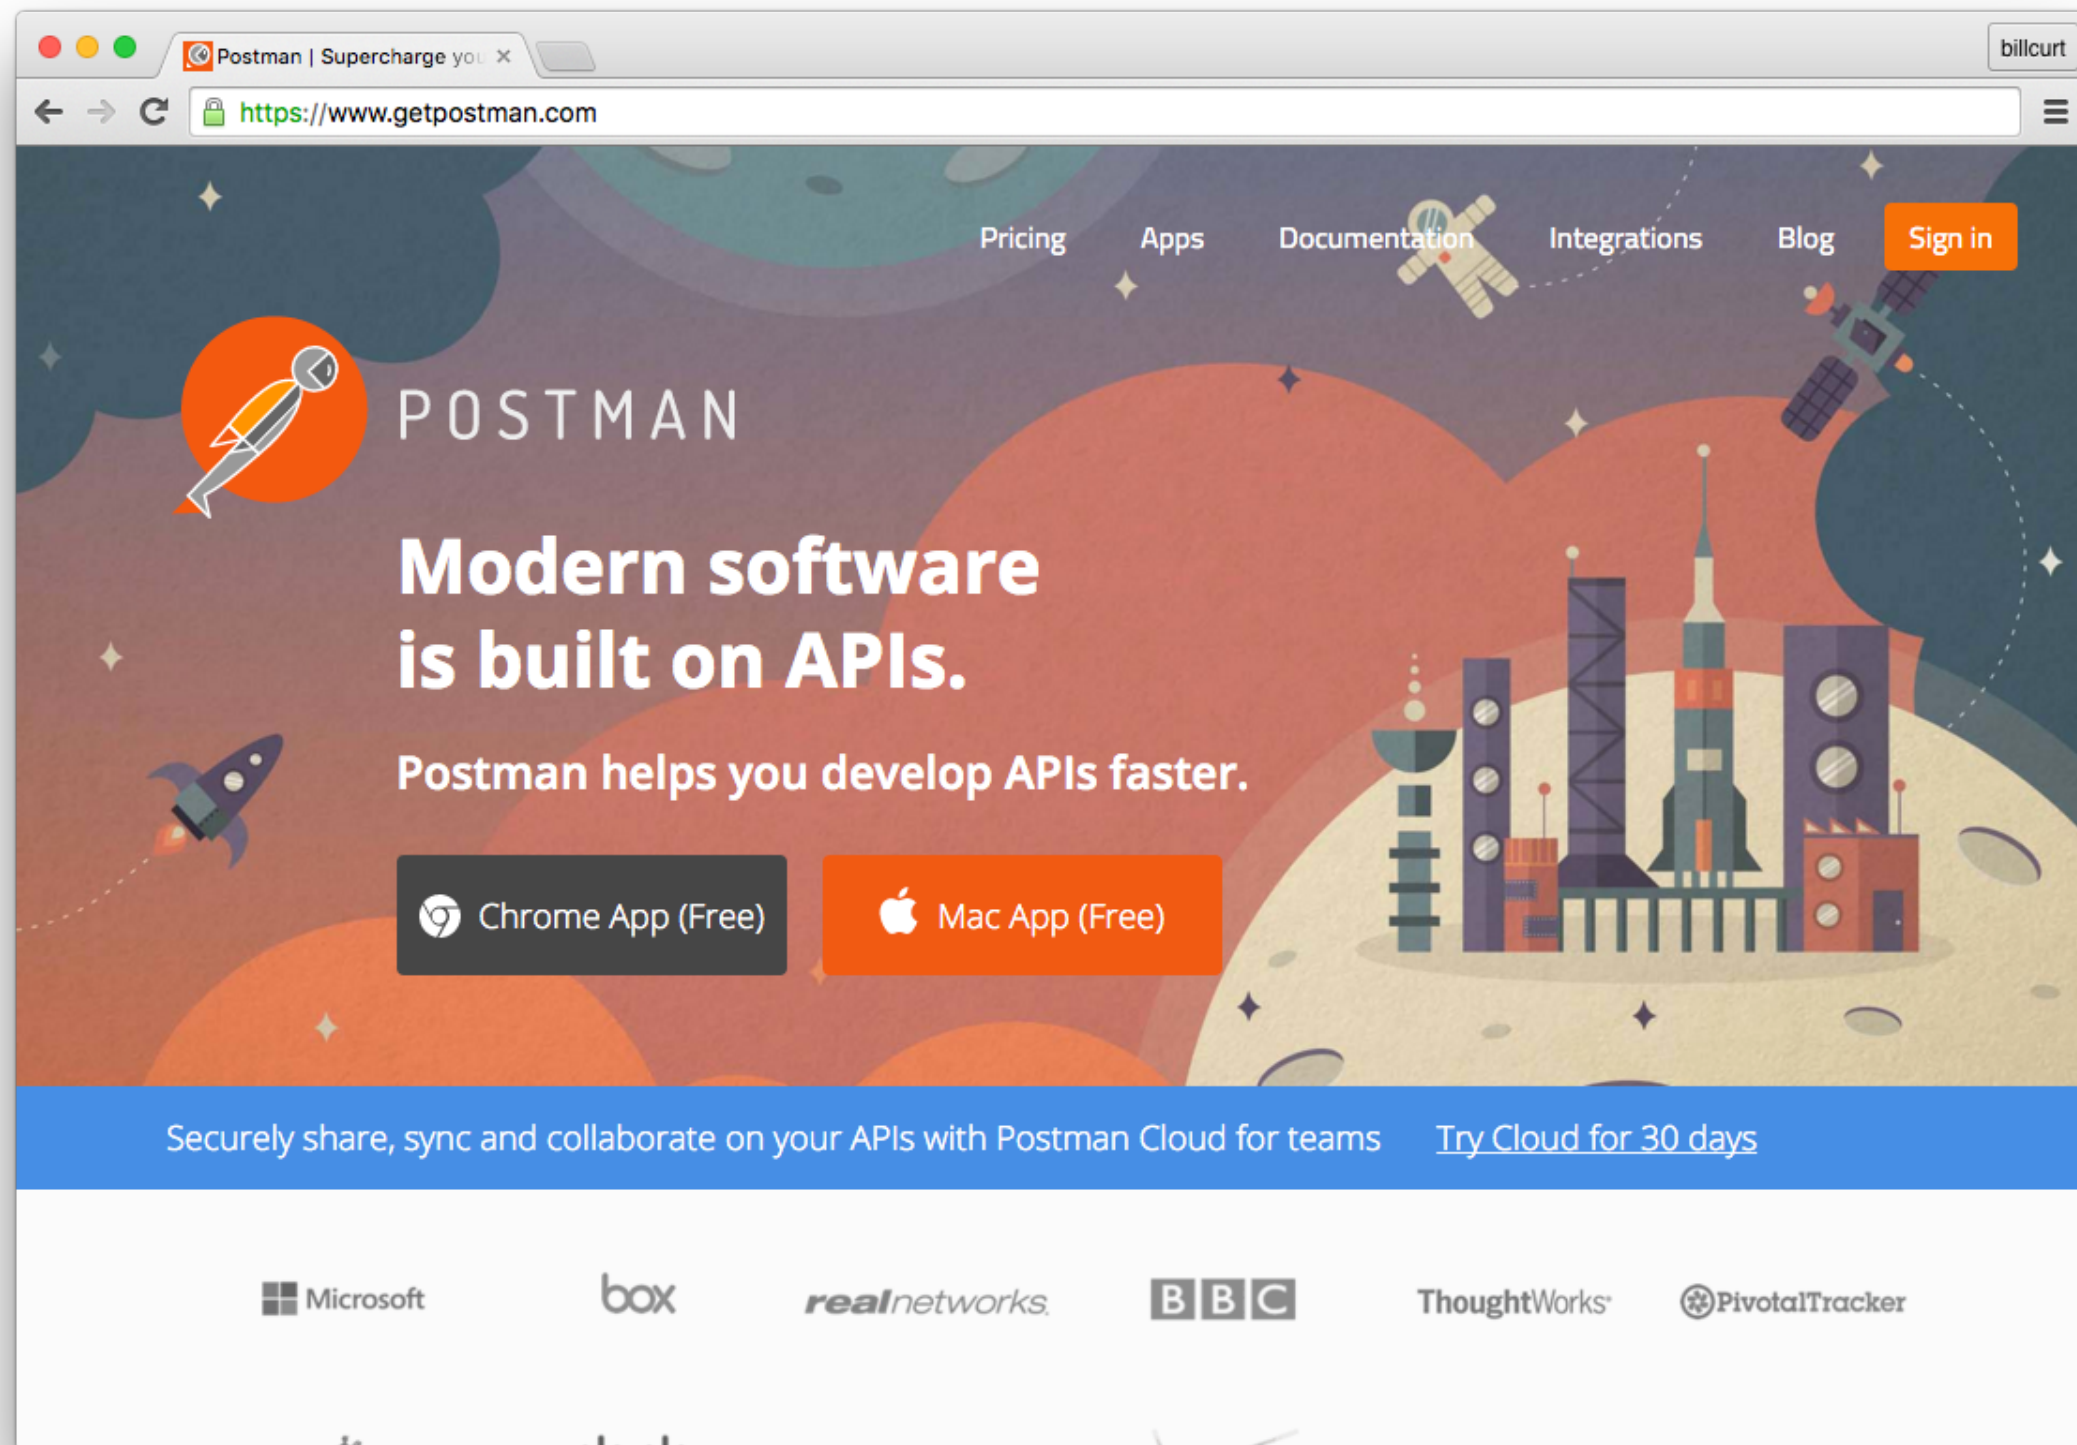 Postman | Supercharge you
billcurt
https://www.getpostman.com
Pricing Apps Documentation Integrations Blog Sign in
POSTMAN
Modern software
is built on APIs.
Postman helps you develop APIs faster.
Chrome App (Free) Mac App (Free)
Securely share, sync and collaborate on your APIs with Postman Cloud for teams Try Cloud for 30 days
Microsoft box realnetworks. BBC ThoughtWorks PivotalTracker